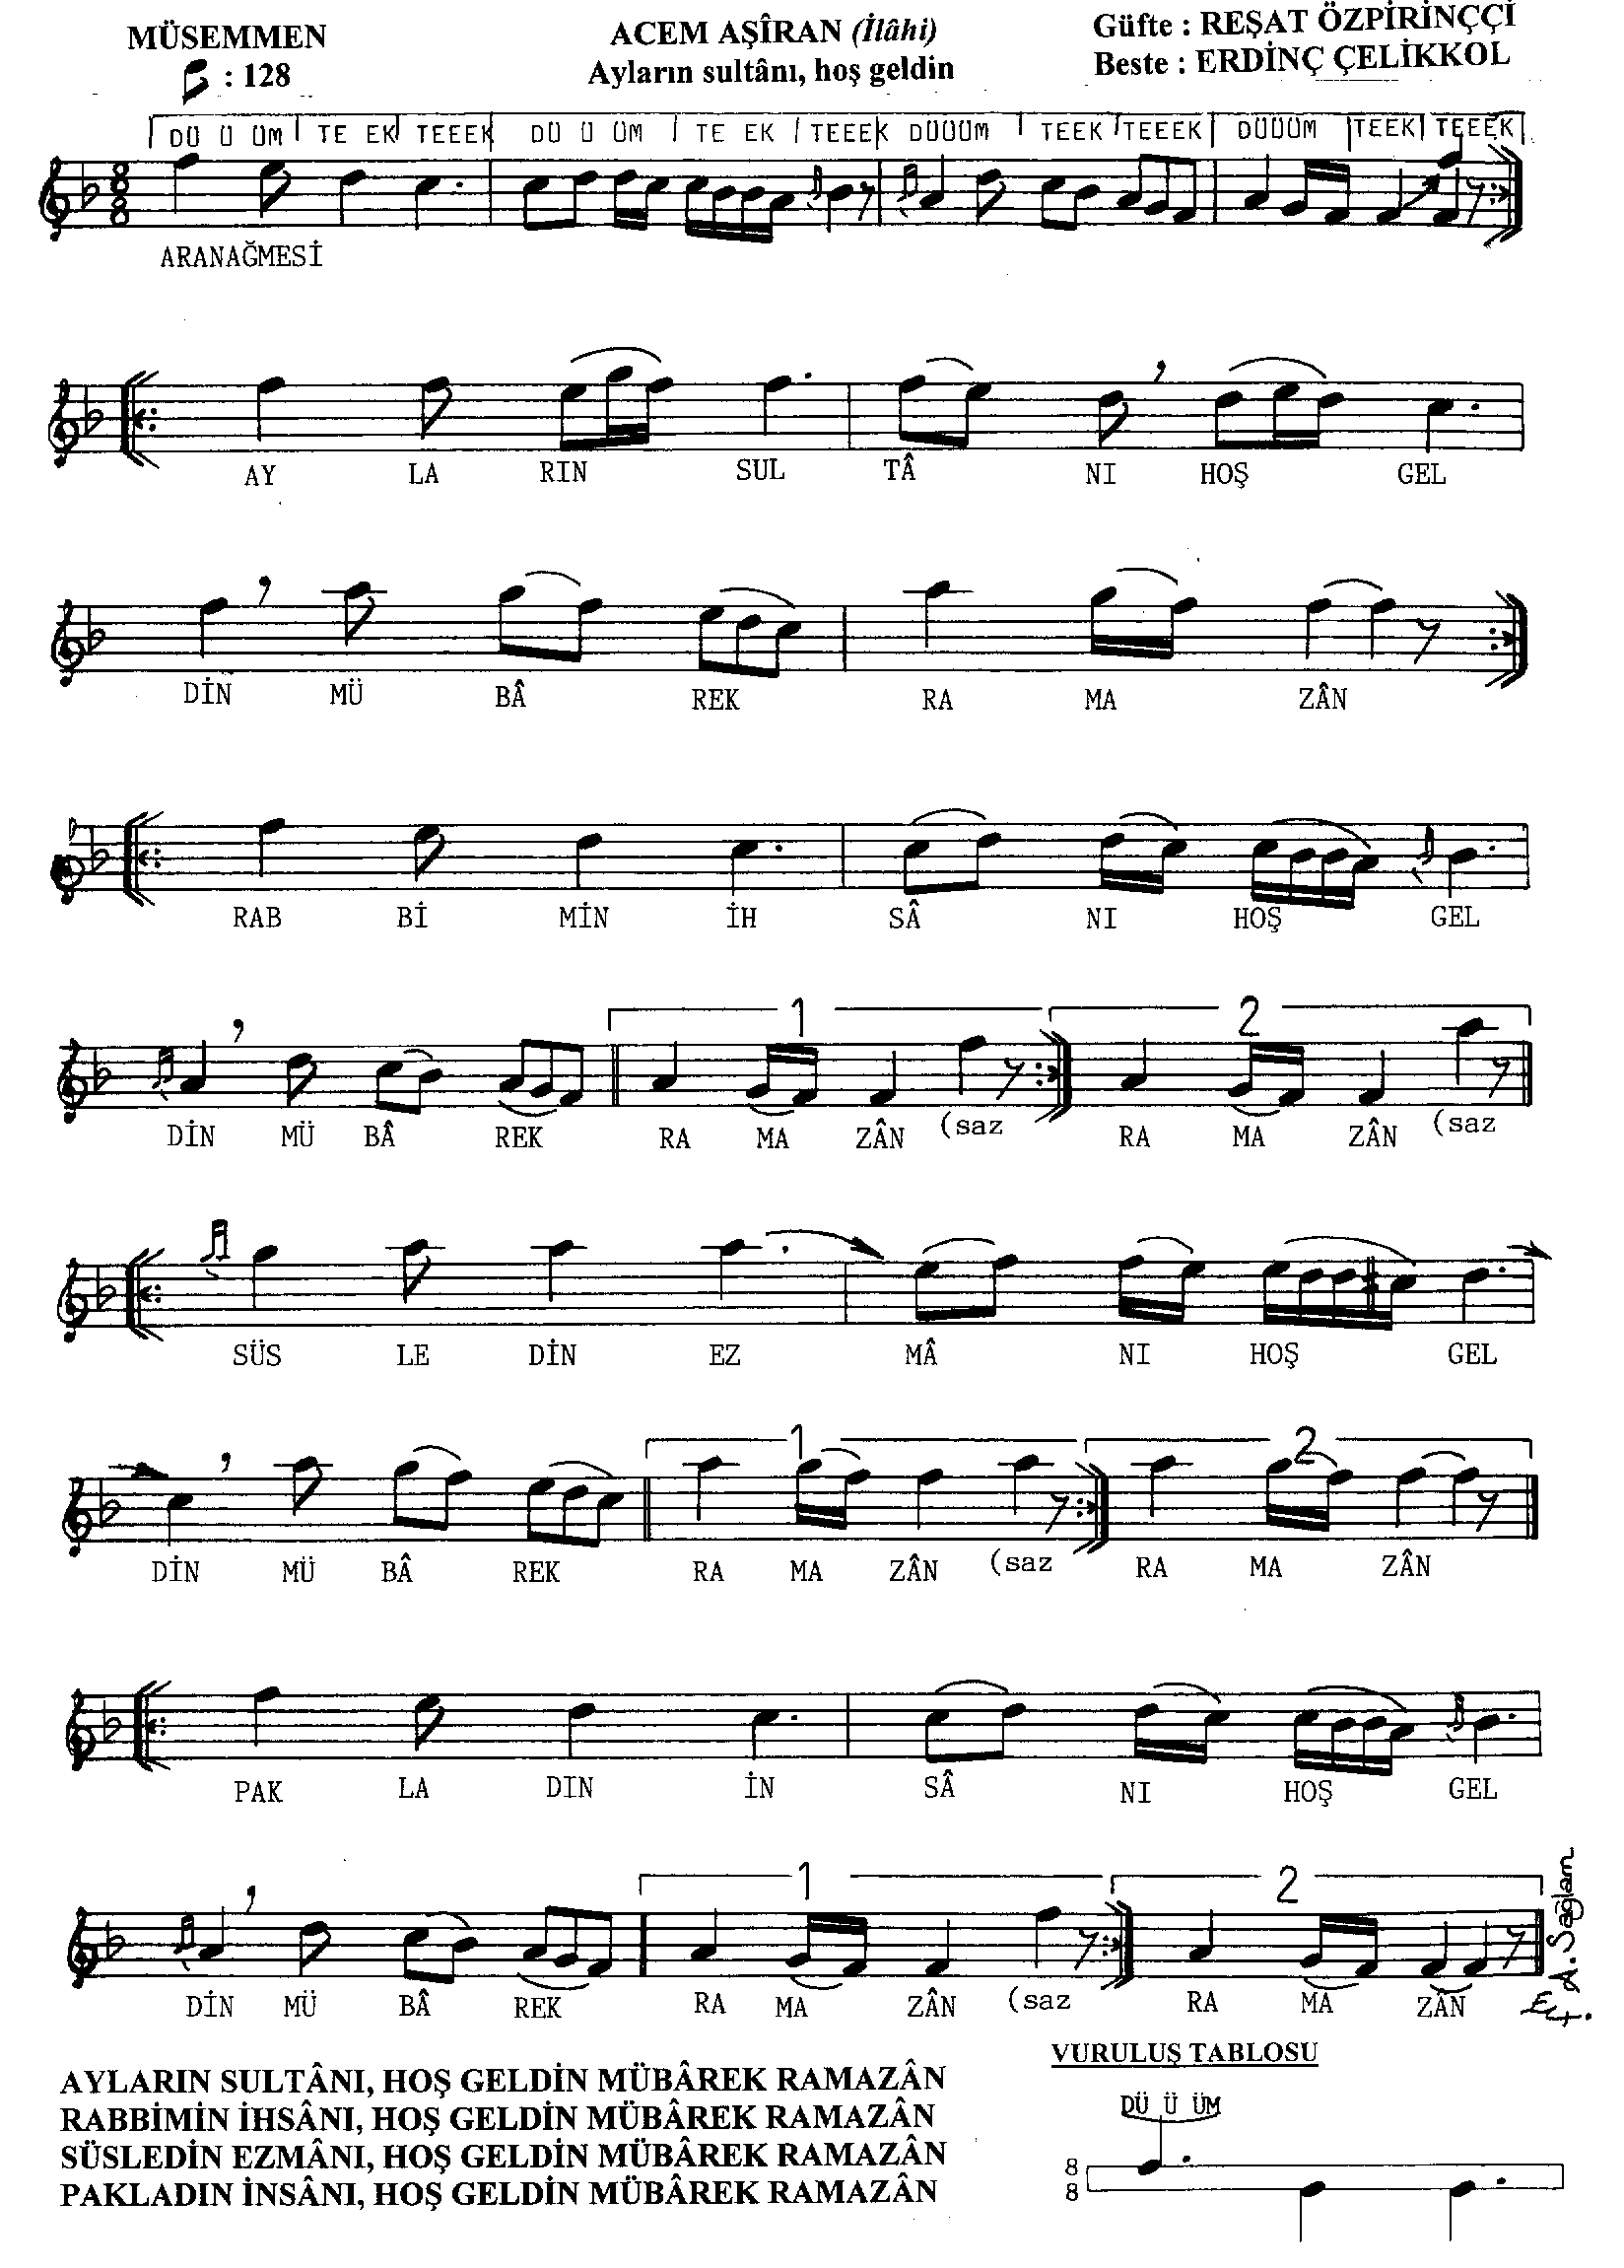 MÜSEMMEN
: 128
ACEM AŞÎRAN (İlâhi)
Ayların sultânı, hoş geldin
Güfte : REŞAT ÖZPİRİNÇÇİ
Beste : ERDİNÇ ÇELİKKOL
DÜ Ü ÜM TE EK TEEEK DÜ Ü ÜM TE EK TEEEK DÜÜÜM TEEK TEEEK DÜÜÜM TEEK TEEEK
8
8
8
ARANAĞMESİ
AY LA RIN SUL TÂ NI HOŞ GEL
DİN MÜ BÂ REK RA MA ZÂN
RAB Bİ MİN İH SÂ NI HOŞ GEL
1 2
DİN MÜ BÂ REK RA MA ZÂN (saz RA MA ZÂN (saz
SÜS LE DİN EZ MÂ NI HOŞ GEL
1 2
DİN MÜ BÂ REK RA MA ZÂN (saz RA MA ZÂN
PAK LA DIN İN SÂ NI HOŞ GEL
1 2
DİN MÜ BÂ REK RA MA ZÂN (saz RA MA ZÂN
A. Sağlam
AYLARIN SULTÂNI, HOŞ GELDİN MÜBÂREK RAMAZÂN
RABBİMİN İHSÂNI, HOŞ GELDİN MÜBÂREK RAMAZÂN
SÜSLEDİN EZMÂNI, HOŞ GELDİN MÜBÂREK RAMAZÂN
PAKLADIN İNSÂNI, HOŞ GELDİN MÜBÂREK RAMAZÂN
VURULUŞ TABLOSU
DÜ Ü ÜM
8
8